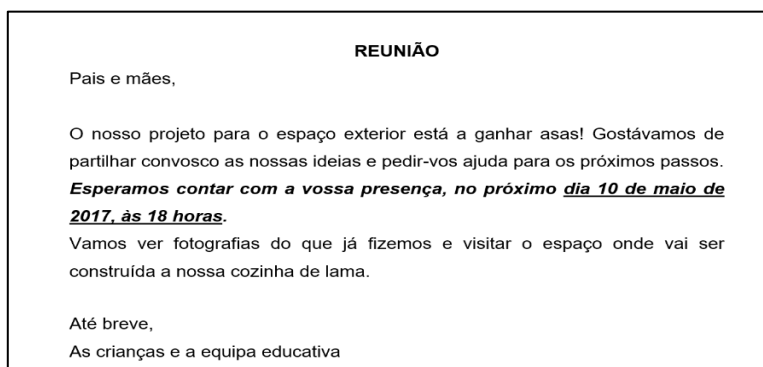 REUNIÃO
Pais e mães,
O nosso projeto para o espaço exterior está a ganhar asas! Gostávamos de
partilhar convosco as nossas ideias e pedir-vos ajuda para os próximos passos.
Esperamos contar com a vossa presença, no próximo dia 10 de maio de
2017, às 18 horas.
Vamos ver fotografias do que já fizemos e visitar o espaço onde vai ser
construída a nossa cozinha de lama.
Até breve,
As crianças e a equipa educativa